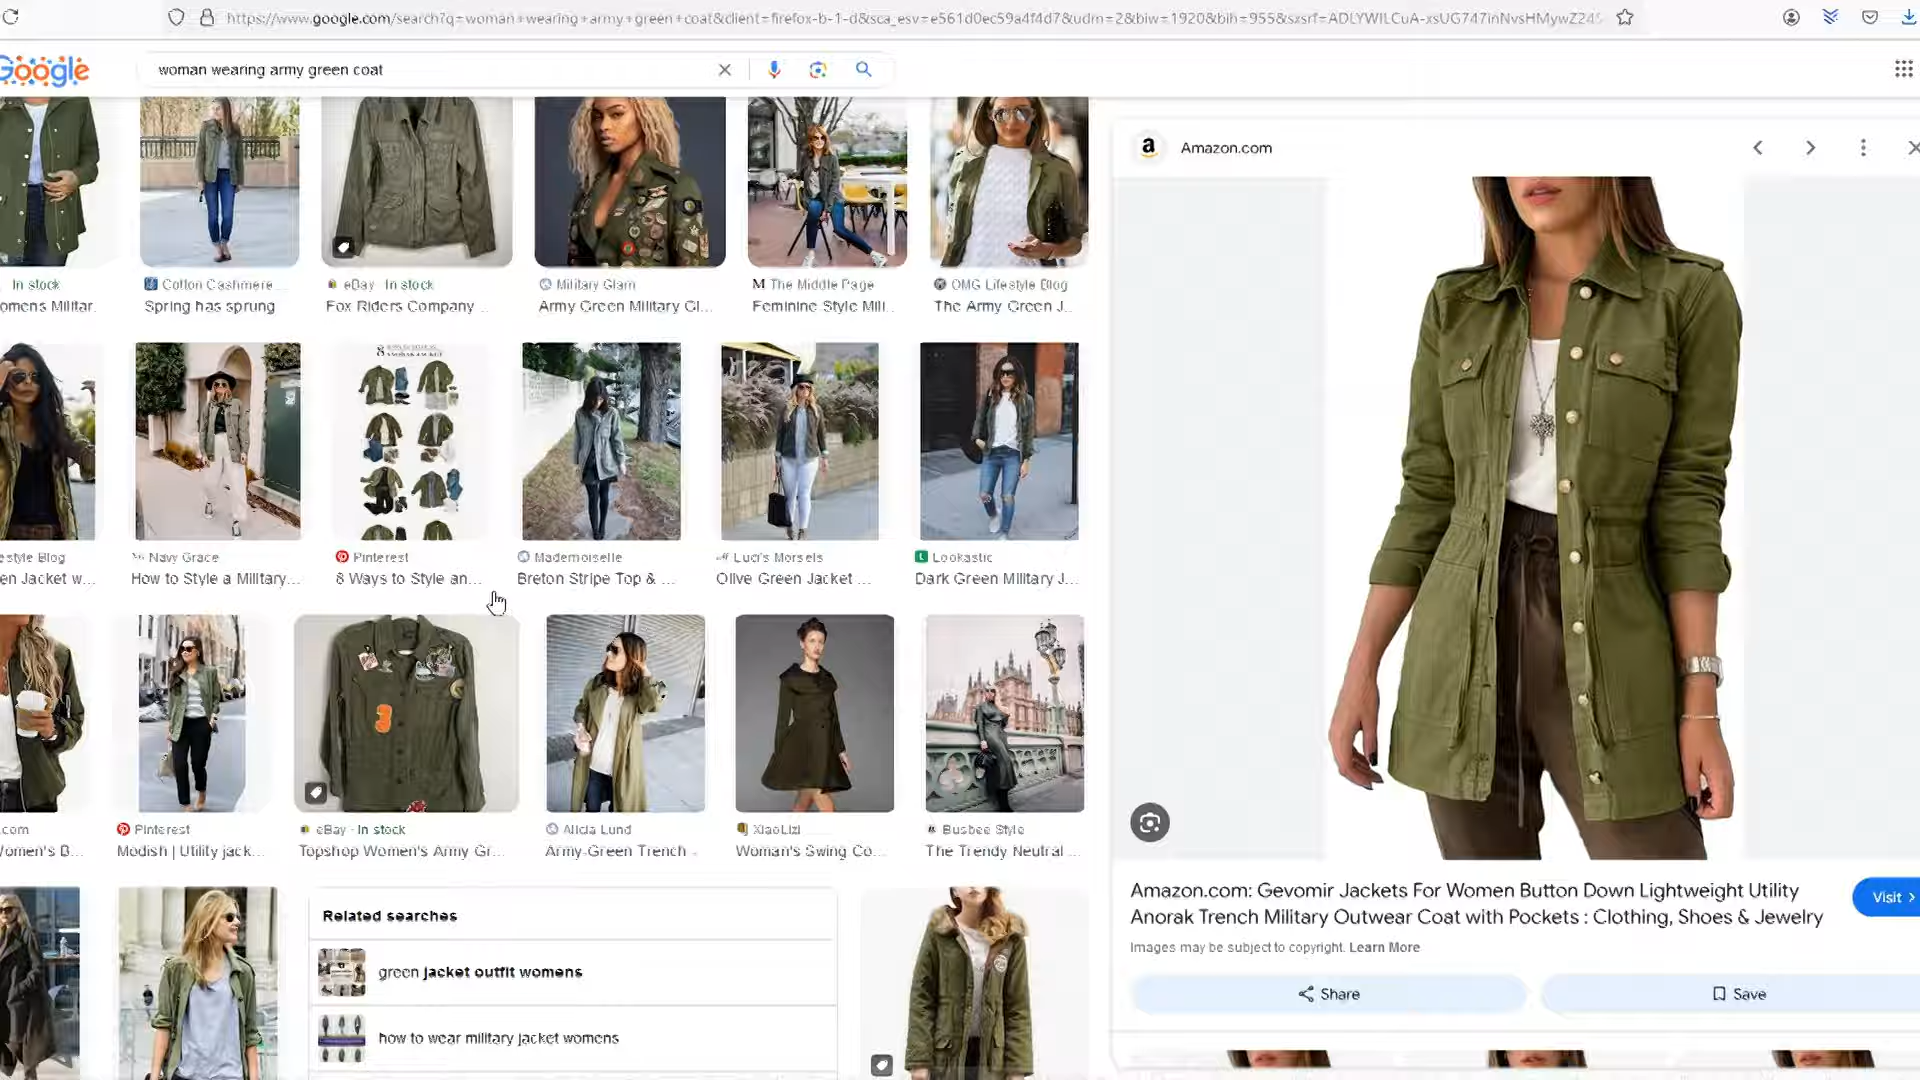 https://www.google.com/search?q=woman+wearing+army+green+coat&client=firefox-b-1-d&sca_esv=e561d0ec59a4f4d7&udm=2&biw=1920&bih=955&sxsrf=
Google
woman wearing army green coat
Amazon.com
In stock
Cotton Cashmere ...
eBay · In stock
Military Glam
The Middle Page
OMG Lifestyle Blog
omens Militar.
Spring has sprung
Fox Riders Company ...
Army Green Military Gl...
Feminine Style Mili...
The Army Green J...
estyle Blog
Navy Grace
Pinterest
Mademoiselle
Luci's Morsels
Lookastic
en Jacket w...
How to Style a Military...
8 Ways to Style an...
Breton Stripe Top & ...
Olive Green Jacket ...
Dark Green Military J...
3
.com
Pinterest
eBay · In stock
Alicia Lund
XiaoLizi
Busbee Style
Women's B...
Modish | Utility jack...
Topshop Women's Army Gr...
Army Green Trench ...
Woman's Swing Co...
The Trendy Neutral ...
Amazon.com: Gevomir Jackets For Women Button Down Lightweight Utility
Anorak Trench Military Outwear Coat with Pockets : Clothing, Shoes & Jewelry
Visit >
Images may be subject to copyright. Learn More
Share
Save
Related searches
green jacket outfit womens
how to wear military jacket womens